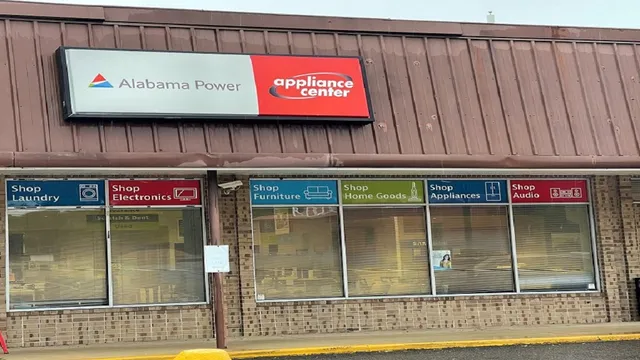 Alabama Power
appliance
center
Shop
Laundry
Shop
Electronics
Shop
Furniture
Shop
Home Goods
Shop
Appliances
Shop
Audio